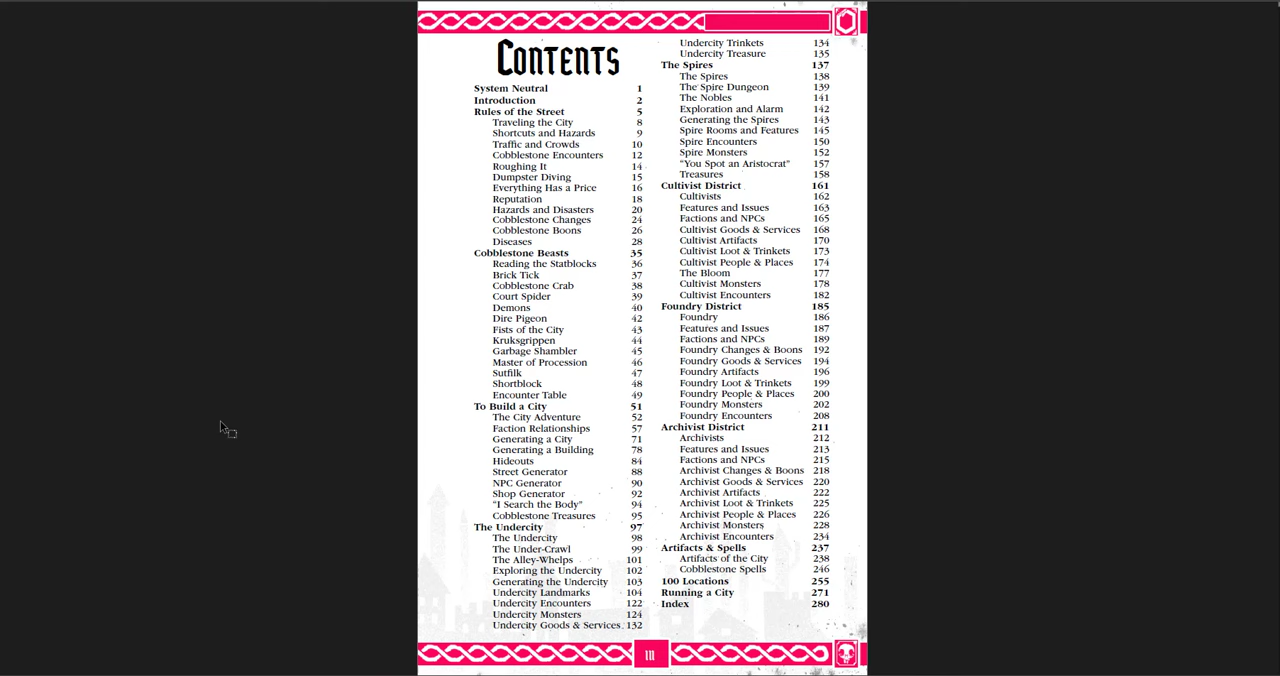 Contents
System Neutral 1
Introduction 2
Rules of the Street 5
Traveling the City 8
Shortcuts and Hazards 9
Traffic and Crowds 10
Cobblestone Encounters 12
Roughing It 14
Dumpster Diving 15
Everything Has a Price 16
Reputation 18
Hazards and Disasters 20
Cobblestone Changes 24
Cobblestone Boons 26
Diseases 28
Cobblestone Beasts 35
Reading the Statblocks 36
Brick Tick 37
Cobblestone Crab 38
Court Spider 39
Demons 40
Dire Pigeon 42
Fists of the City 43
Kruksgrippen 44
Garbage Shambler 45
Master of Procession 46
Sutfilk 47
Shortblock 48
Encounter Table 49
To Build a City 51
The City Adventure 52
Faction Relationships 57
Generating a City 71
Generating a Building 78
Hideouts 84
Street Generator 88
NPC Generator 90
Shop Generator 92
“I Search the Body” 94
Cobblestone Treasures 95
The Undercity 97
The Undercity 98
The Under-Crawl 99
The Alley-Whelps 101
Exploring the Undercity 102
Generating the Undercity 103
Undercity Landmarks 104
Undercity Encounters 122
Undercity Monsters 124
Undercity Goods & Services 132
Undercity Trinkets 134
Undercity Treasure 135
The Spires 137
The Spires 138
The Spire Dungeon 139
The Nobles 141
Exploration and Alarm 142
Generating the Spires 143
Spire Rooms and Features 145
Spire Encounters 150
Spire Monsters 152
“You Spot an Aristocrat” 157
Treasures 158
Cultivist District 161
Cultivists 162
Features and Issues 163
Factions and NPCs 165
Cultivist Goods & Services 168
Cultivist Artifacts 170
Cultivist Loot & Trinkets 173
Cultivist People & Places 174
The Bloom 177
Cultivist Monsters 178
Cultivist Encounters 182
Foundry District 185
Foundry 186
Features and Issues 187
Factions and NPCs 189
Foundry Changes & Boons 192
Foundry Goods & Services 194
Foundry Artifacts 196
Foundry Loot & Trinkets 199
Foundry People & Places 200
Foundry Monsters 202
Foundry Encounters 208
Archivist District 211
Archivists 212
Features and Issues 213
Factions and NPCs 215
Archivist Changes & Boons 218
Archivist Goods & Services 220
Archivist Artifacts 222
Archivist Loot & Trinkets 225
Archivist People & Places 226
Archivist Monsters 228
Archivist Encounters 234
Artifacts & Spells 237
Artifacts of the City 238
Cobblestone Spells 246
100 Locations 255
Running a City 271
Index 280
III